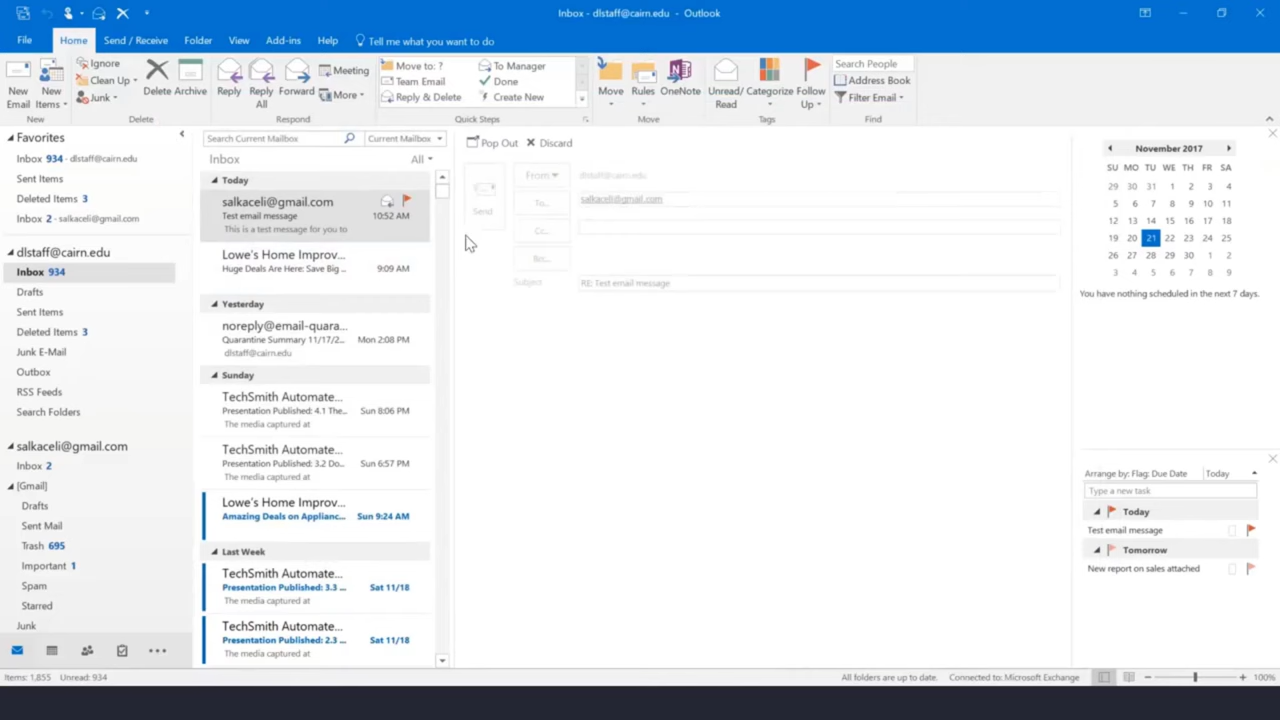 Inbox - dlstaff@cairn.edu - Outlook
File Home Send / Receive Folder View Add-ins Help Tell me what you want to do
New Email
New Items
Ignore
Clean Up
Junk
Delete
Archive
Reply
Reply All
Forward
Meeting
More
Move to: ?
Team Email
Reply & Delete
To Manager
Done
Create New
Move
Rules
OneNote
Unread/ Read
Categorize
Follow Up
Search People
Address Book
Filter Email
New Delete Respond Quick Steps Move Tags Find
Favorites
Inbox 934 - dlstaff@cairn.edu
Sent Items
Deleted Items 3
Inbox 2 - salkaceli@gmail.com
dlstaff@cairn.edu
Inbox 934
Drafts
Sent Items
Deleted Items 3
Junk E-Mail
Outbox
RSS Feeds
Search Folders
salkaceli@gmail.com
Inbox 2
[Gmail]
Drafts
Sent Mail
Trash 695
Important 1
Spam
Starred
Junk
Search Current Mailbox Current Mailbox
Inbox All
Today
salkaceli@gmail.com
Test email message 10:52 AM
This is a test message for you to
Lowe's Home Improv...
Huge Deals Are Here: Save Big ... 9:09 AM
Yesterday
noreply@email-quara...
Quarantine Summary 11/17/2... Mon 2:08 PM
dlstaff@cairn.edu
Sunday
TechSmith Automate...
Presentation Published: 4.1 The... Sun 8:06 PM
The media captured at
TechSmith Automate...
Presentation Published: 3.2 Do... Sun 6:57 PM
The media captured at
Lowe's Home Improv...
Amazing Deals on Applianc... Sun 9:24 AM
Last Week
TechSmith Automate...
Presentation Published: 3.3 ... Sat 11/18
The media captured at
TechSmith Automate...
Presentation Published: 2.3 ... Sat 11/18
The media captured at
Pop Out Discard
Send
From dlstaff@cairn.edu
To... salkaceli@gmail.com
Cc...
Bcc...
Subject RE: Test email message
November 2017
SU MO TU WE TH FR SA
29 30 31 1 2 3 4
5 6 7 8 9 10 11
12 13 14 15 16 17 18
19 20 21 22 23 24 25
26 27 28 29 30 1 2
3 4 5 6 7 8 9
You have nothing scheduled in the next 7 days.
Arrange by: Flag: Due Date Today
Type a new task
Today
Test email message
Tomorrow
New report on sales attached
Items: 1,855 Unread: 934 All folders are up to date. Connected to: Microsoft Exchange 100%